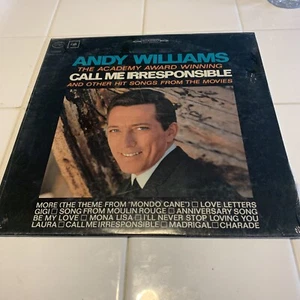 ANDY WILLIAMS
THE ACADEMY AWARD WINNING
CALL ME IRRESPONSIBLE
AND OTHER HIT SONGS FROM THE MOVIES
MORE (THE THEME FROM "MONDO CANE") □ LOVE LETTERS
GIGI □ SONG FROM MOULIN ROUGE □ ANNIVERSARY SONG
BE MY LOVE □ MONA LISA □ I'LL NEVER STOP LOVING YOU
LAURA □ CALL ME IRRESPONSIBLE □ MADRIGAL □ CHARADE